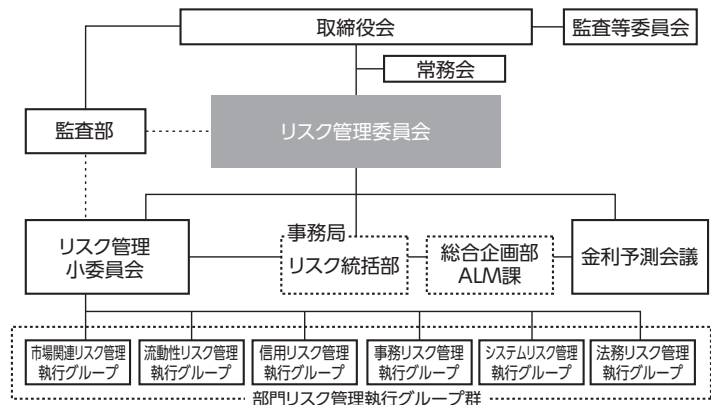 取締役会
監査等委員会
常務会
監査部
リスク管理委員会
リスク管理
小委員会
事務局
リスク統括部
総合企画部
ALM課
金利予測会議
市場関連リスク管理
執行グループ
流動性リスク管理
執行グループ
信用リスク管理
執行グループ
事務リスク管理
執行グループ
システムリスク管理
執行グループ
法務リスク管理
執行グループ
部門リスク管理執行グループ群